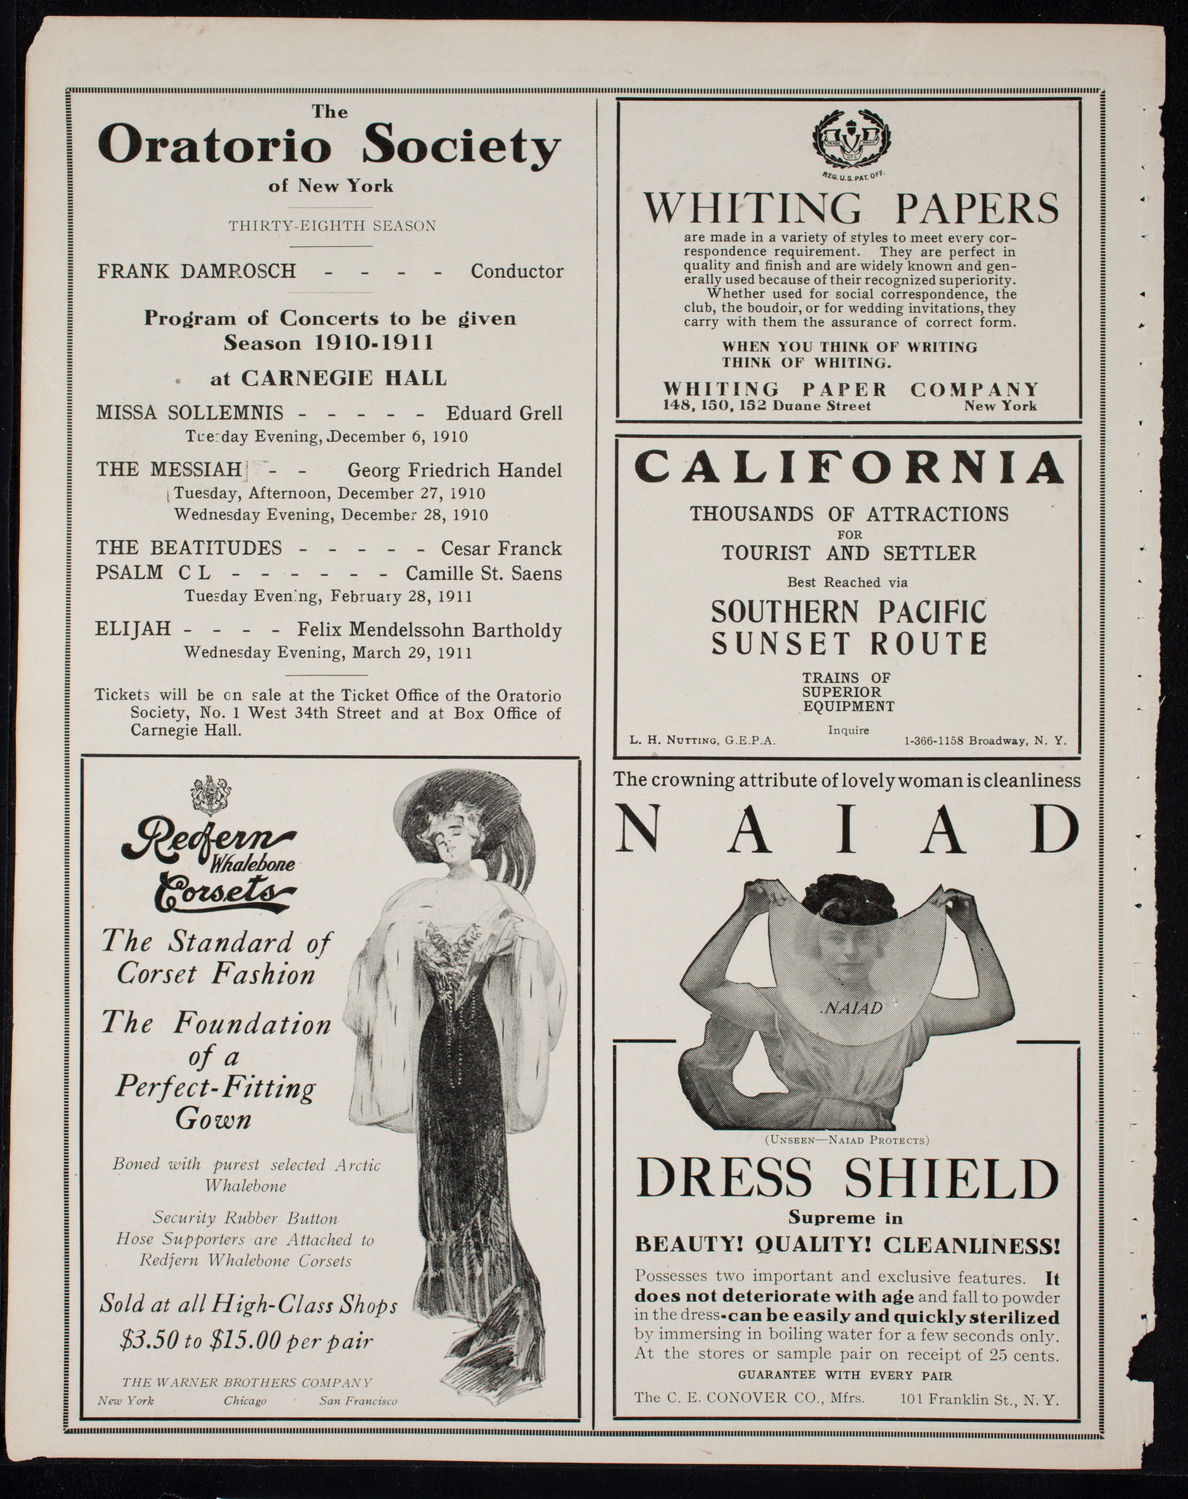 The
Oratorio Society
of New York
THIRTY-EIGHTH SEASON
FRANK DAMROSCH - - - - Conductor
Program of Concerts to be given
Season 1910-1911
at CARNEGIE HALL
MISSA SOLLEMNIS - - - - - Eduard Grell
Tuesday Evening, December 6, 1910
THE MESSIAH - - Georg Friedrich Handel
Tuesday, Afternoon, December 27, 1910
Wednesday Evening, December 28, 1910
THE BEATITUDES - - - - - Cesar Franck
PSALM C L - - - - - - Camille St. Saens
Tuesday Evening, February 28, 1911
ELIJAH - - - - Felix Mendelssohn Bartholdy
Wednesday Evening, March 29, 1911
Tickets will be on sale at the Ticket Office of the Oratorio
Society, No. 1 West 34th Street and at Box Office of
Carnegie Hall.
Redfern
Whalebone
Corsets
The Standard of
Corset Fashion
The Foundation
of a
Perfect-Fitting
Gown
Boned with purest selected Arctic
Whalebone
Security Rubber Button
Hose Supporters are Attached to
Redfern Whalebone Corsets
Sold at all High-Class Shops
$3.50 to $15.00 per pair
THE WARNER BROTHERS COMPANY
New York Chicago San Francisco
REG. U.S. PAT. OFF.
WHITING PAPERS
are made in a variety of styles to meet every cor-
respondence requirement. They are perfect in
quality and finish and are widely known and gen-
erally used because of their recognized superiority.
Whether used for social correspondence, the
club, the boudoir, or for wedding invitations, they
carry with them the assurance of correct form.
WHEN YOU THINK OF WRITING
THINK OF WHITING.
WHITING PAPER COMPANY
148, 150, 152 Duane Street New York
CALIFORNIA
THOUSANDS OF ATTRACTIONS
FOR
TOURIST AND SETTLER
Best Reached via
SOUTHERN PACIFIC
SUNSET ROUTE
TRAINS OF
SUPERIOR
EQUIPMENT
Inquire
L. H. NUTTING, G.E.P.A. 1-366-1158 Broadway, N. Y.
The crowning attribute of lovely woman is cleanliness
NAIAD
NAIAD
(UNSEEN—NAIAD PROTECTS)
DRESS SHIELD
Supreme in
BEAUTY! QUALITY! CLEANLINESS!
Possesses two important and exclusive features. It
does not deteriorate with age and fall to powder
in the dress-can be easily and quickly sterilized
by immersing in boiling water for a few seconds only.
At the stores or sample pair on receipt of 25 cents.
GUARANTEE WITH EVERY PAIR
The C. E. CONOVER CO., Mfrs. 101 Franklin St., N. Y.